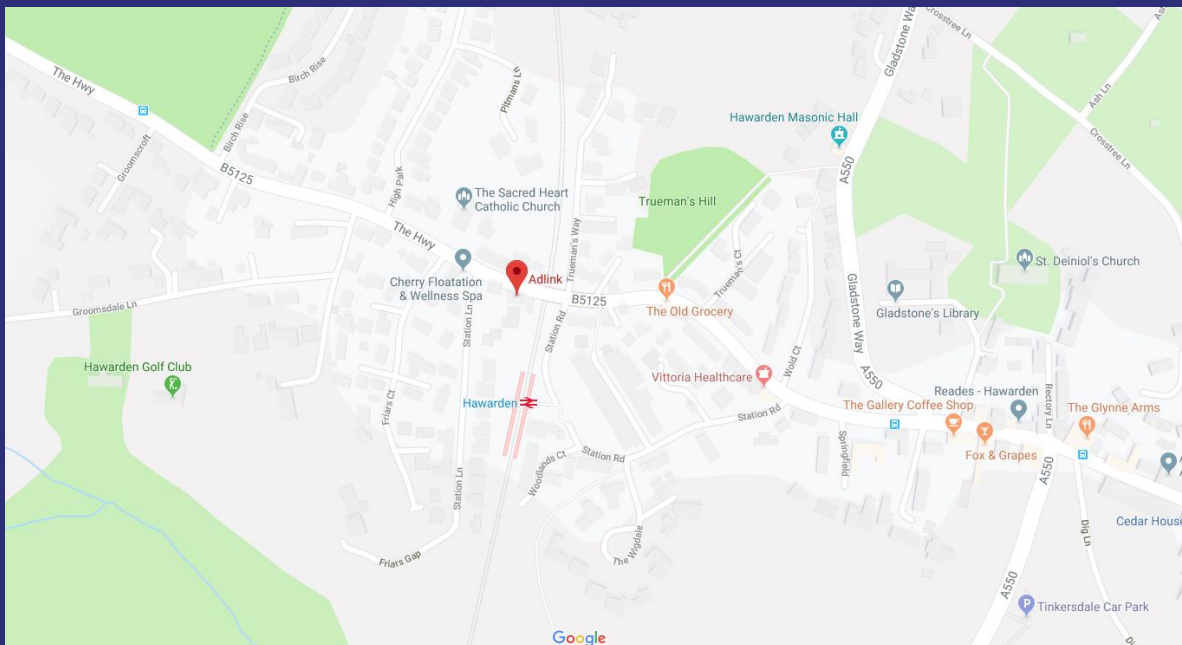 Gladstone Way
Crosstree Ln
Ash
The Hwy
Birch Rise
Pitmans Ln
Ash Ln
Groomscroft
Birch Rise
Hawarden Masonic Hall
Crosstree Ln
B5125
High Park
A550
The Sacred Heart
Catholic Church
Trueman's Hill
The Hwy
Trueman's Way
Trueman's Ct
St. Deiniol's Church
Cherry Floatation
& Wellness Spa
Adlink
B5125
Groomsdale Ln
The Old Grocery
Gladstone's Library
Station Ln
Station Rd
Gladstone Way
Hawarden Golf Club
Vittoria Healthcare
Wold Ct
A550
Reades - Hawarden
Rectory Ln
Hawarden
Friars Ct
Station Rd
The Gallery Coffee Shop
The Glynne Arms
Station Rd
Springfield
Fox & Grapes
Woodlands Ct
Station Ln
A550
Cedar House
Friars Gap
The Wigdale
Dig Ln
A550
P
Tinkersdale Car Park
Google